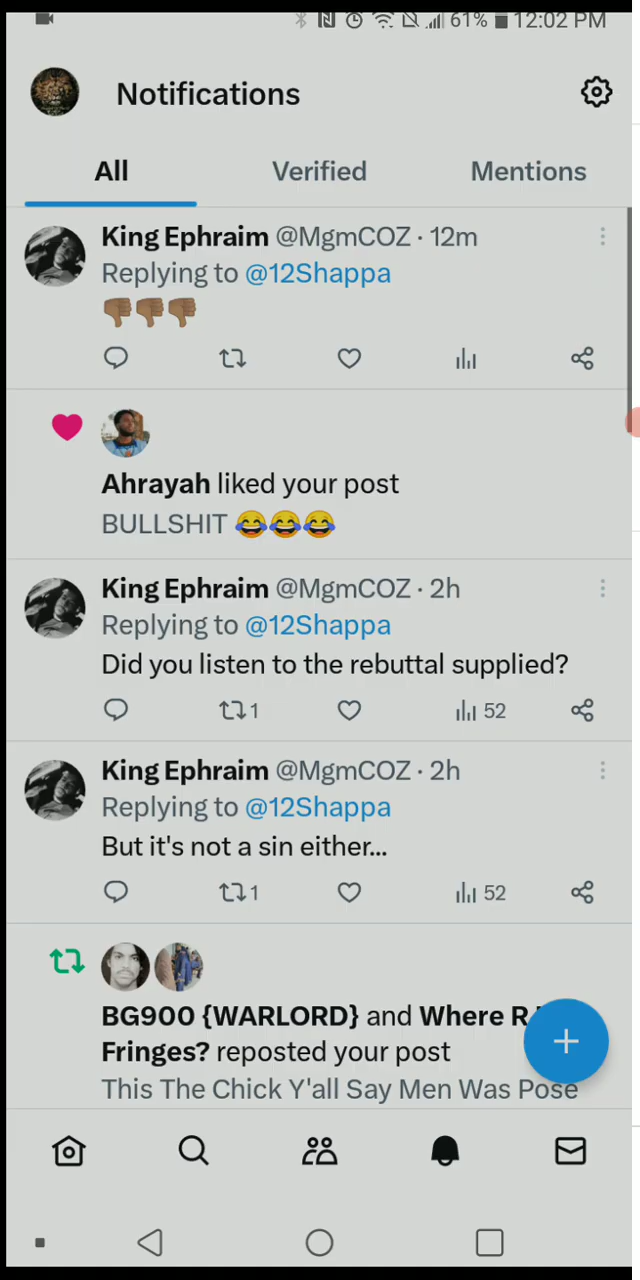 61% 12:02 PM
Notifications
All Verified Mentions
King Ephraim @MgmCOZ · 12m
Replying to @12Shappa
👎🏾👎🏾👎🏾
Ahrayah liked your post
BULLSHIT 😂😂😂
King Ephraim @MgmCOZ · 2h
Replying to @12Shappa
Did you listen to the rebuttal supplied?
1 52
King Ephraim @MgmCOZ · 2h
Replying to @12Shappa
But it's not a sin either...
1 52
BG900 {WARLORD} and Where R
Fringes? reposted your post
This The Chick Y'all Say Men Was Pose